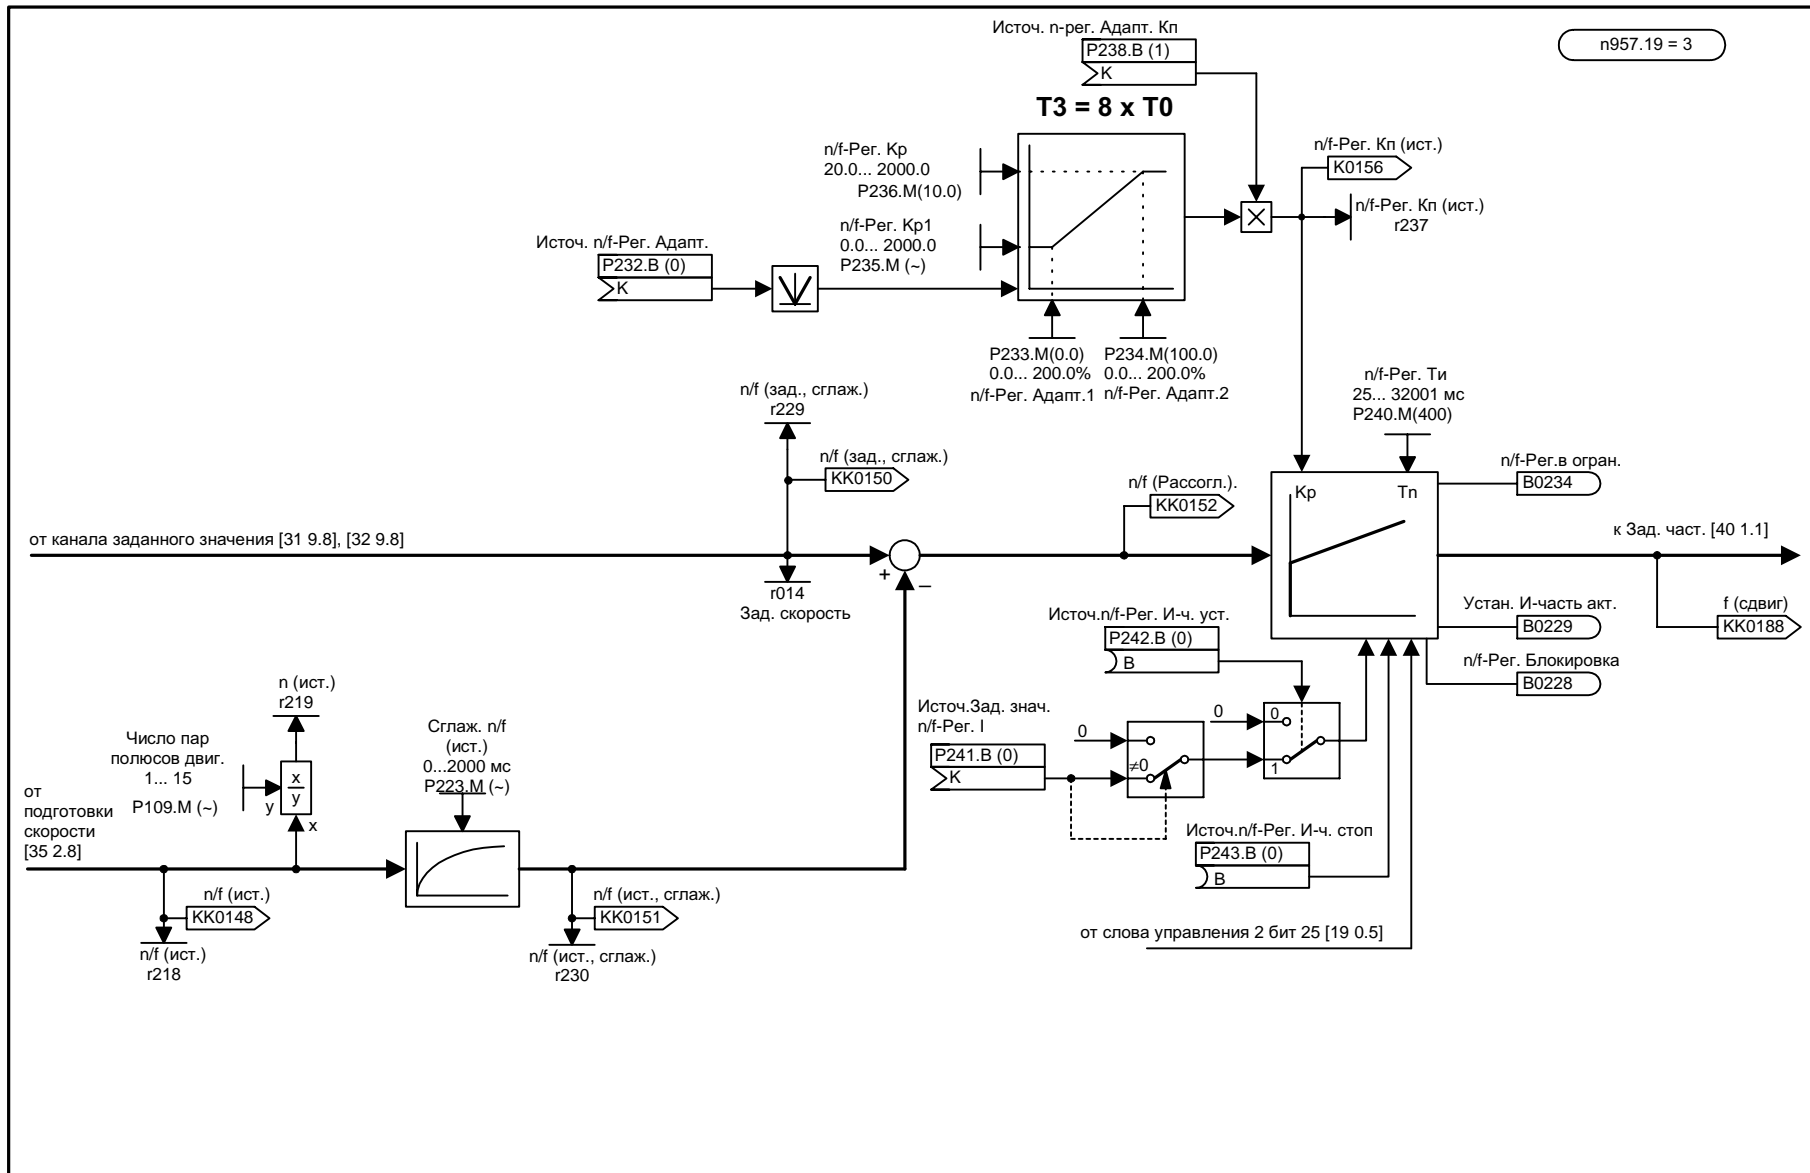 Источ. n-рег. Адапт. Кп
P238.B (1)
K
n957.19 = 3
T3 = 8 x T0
n/f-Рег. Kp
20.0... 2000.0
P236.M(10.0)
n/f-Рег. Kp1
0.0... 2000.0
P235.M (~)
n/f-Рег. Кп (ист.)
K0156
n/f-Рег. Кп (ист.)
r237
Источ. n/f-Рег. Адапт.
P232.B (0)
K
P233.M(0.0)
0.0... 200.0%
n/f-Рег. Адапт.1
P234.M(100.0)
0.0... 200.0%
n/f-Рег. Адапт.2
n/f-Рег. Ти
25... 32001 мс
P240.M(400)
n/f (зад., сглаж.)
r229
n/f (зад., сглаж.)
KK0150
n/f (Рассогл.).
KK0152
Kp
Tn
n/f-Рег.в огран.
B0234
от канала заданного значения [31 9.8], [32 9.8]
+
–
к Зад. част. [40 1.1]
r014
Зад. скорость
Источ.n/f-Рег. И-ч. уст.
P242.B (0)
B
Устан. И-часть акт.
B0229
f (сдвиг)
KK0188
n/f-Рег. Блокировка
B0228
n (ист.)
r219
Число пар
полюсов двиг.
1... 15
P109.M (~)
x
y
y
x
Сглаж. n/f
(ист.)
0...2000 мс
P223.M (~)
Источ.Зад. знач.
n/f-Рег. I
P241.B (0)
K
0
≠0
0
0
1
от
подготовки
скорости
[35 2.8]
Источ.n/f-Рег. И-ч. стоп
P243.B (0)
B
n/f (ист.)
KK0148
n/f (ист.)
r218
n/f (ист., сглаж.)
KK0151
n/f (ист., сглаж.)
r230
от слова управления 2 бит 25 [19 0.5]